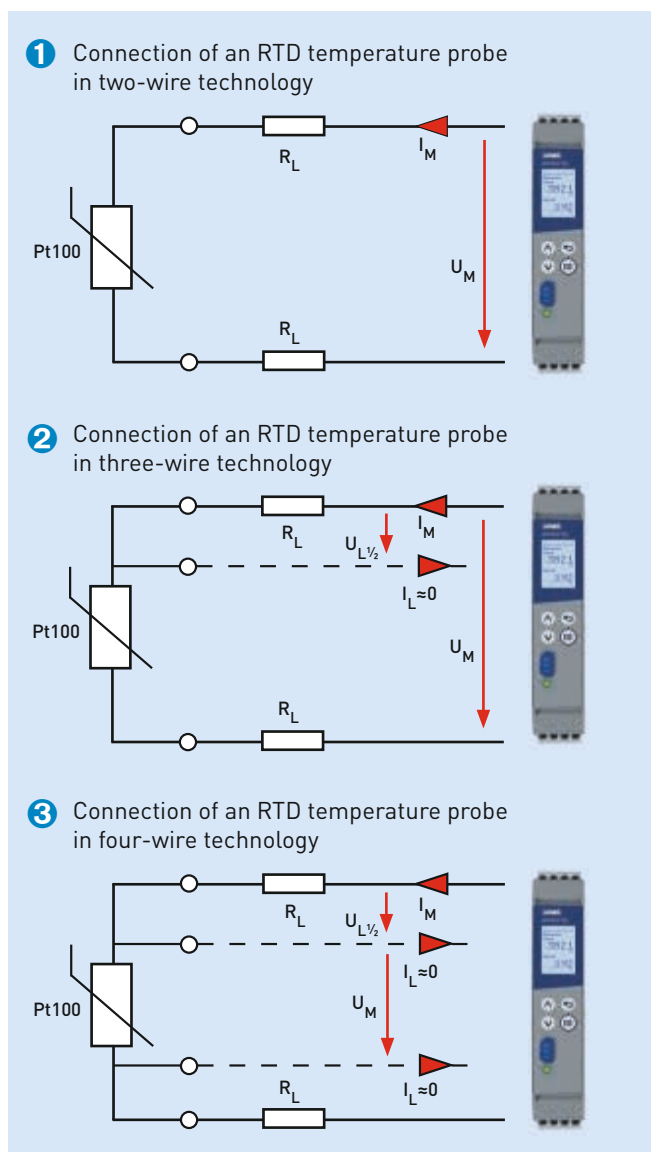 1 Connection of an RTD temperature probe
in two-wire technology
R_L
I_M
Pt100
U_M
R_L
2 Connection of an RTD temperature probe
in three-wire technology
R_L
I_M
U_L½
I_L≈0
Pt100
U_M
R_L
3 Connection of an RTD temperature probe
in four-wire technology
R_L
I_M
U_L½
I_L≈0
Pt100
U_M
I_L≈0
R_L